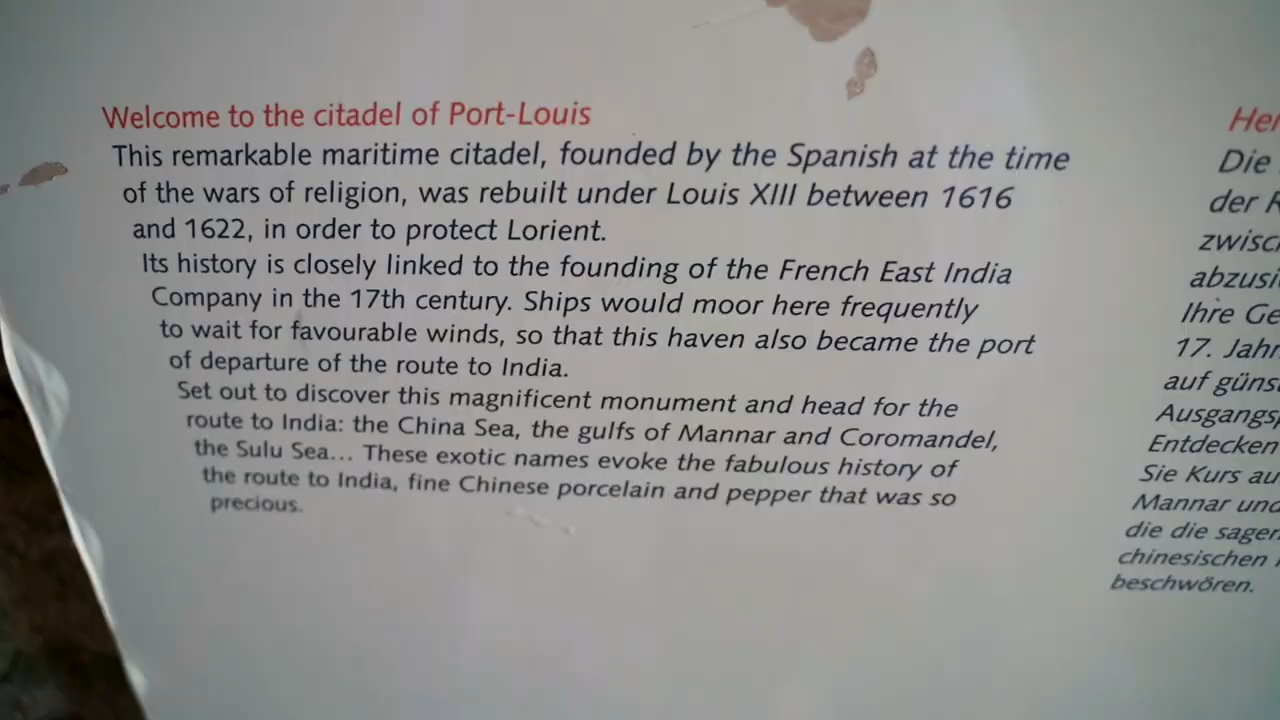 Welcome to the citadel of Port-Louis
This remarkable maritime citadel, founded by the Spanish at the time
of the wars of religion, was rebuilt under Louis XIII between 1616
and 1622, in order to protect Lorient.
Its history is closely linked to the founding of the French East India
Company in the 17th century. Ships would moor here frequently
to wait for favourable winds, so that this haven also became the port
of departure of the route to India.
Set out to discover this magnificent monument and head for the
route to India: the China Sea, the gulfs of Mannar and Coromandel,
the Sulu Sea... These exotic names evoke the fabulous history of
the route to India, fine Chinese porcelain and pepper that was so
precious.
Die
der
Ihre
17.
auf
Entdecken
Sie Kurs
Mannar und
die die
chinesischen
beschwören.